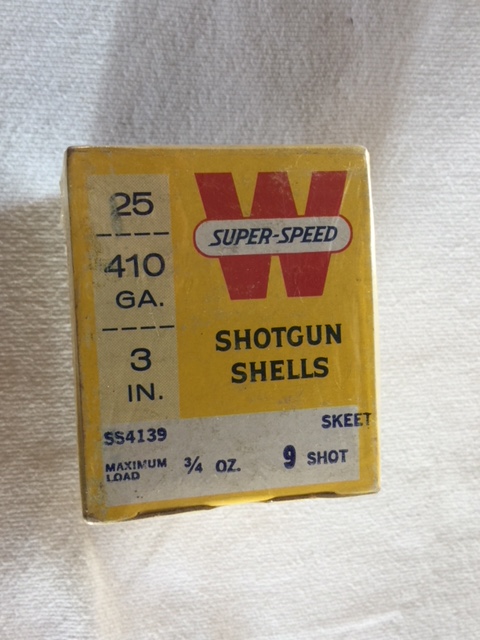 25
410
GA.
3
IN.
W
SUPER-SPEED
SHOTGUN
SHELLS
SKEET
SS4139
MAXIMUM
LOAD
3/4 OZ. 9 SHOT